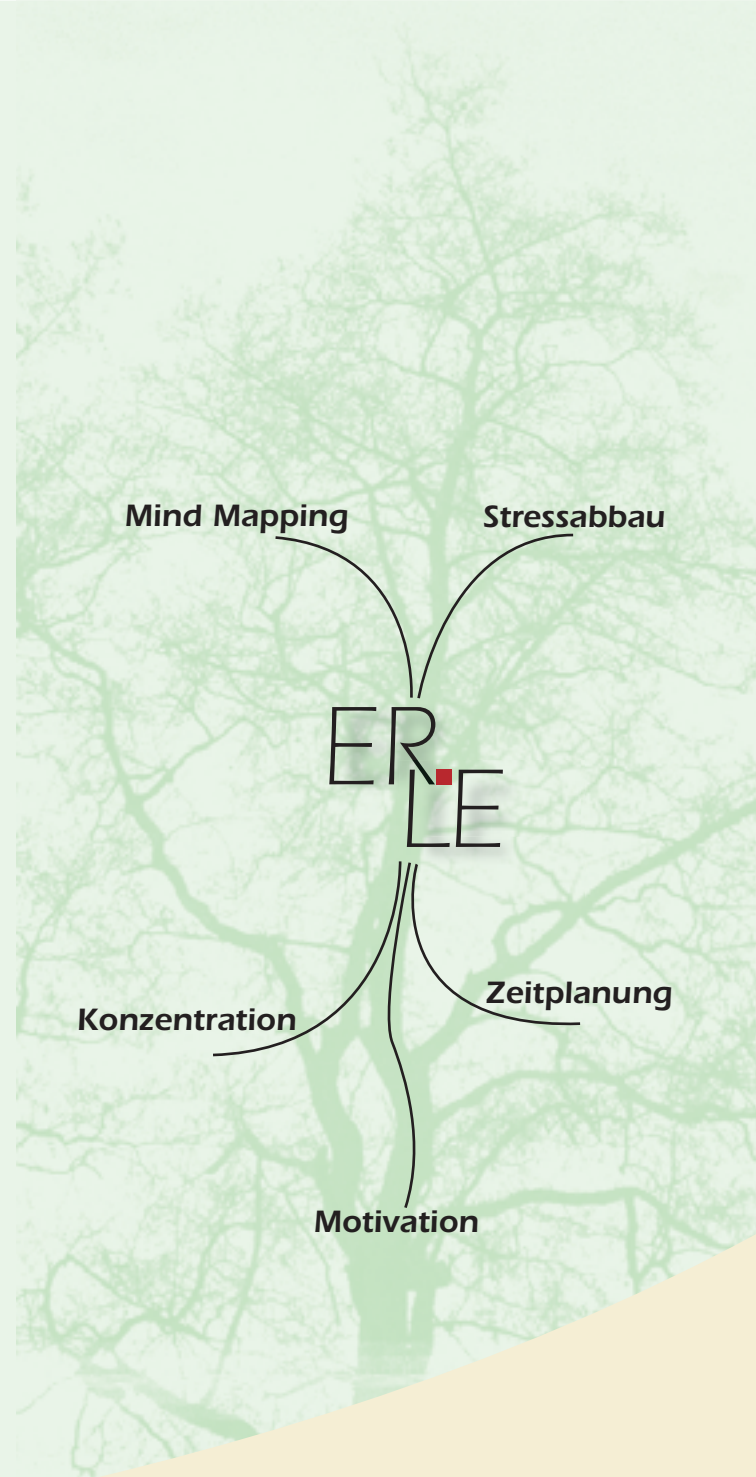 Mind Mapping
Stressabbau
ER.
LE
Konzentration
Zeitplanung
Motivation